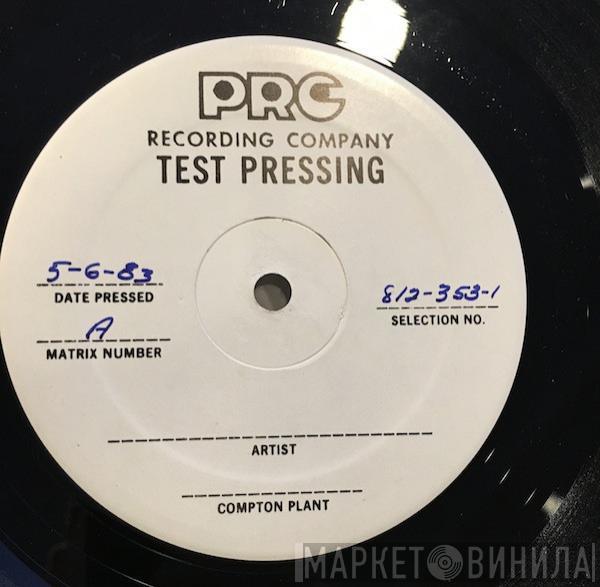 PRC
RECORDING COMPANY
TEST PRESSING
5-6-83
DATE PRESSED
A
MATRIX NUMBER
812-353-1
SELECTION NO.
ARTIST
COMPTON PLANT
МАРКЕТ ВИНИЛА